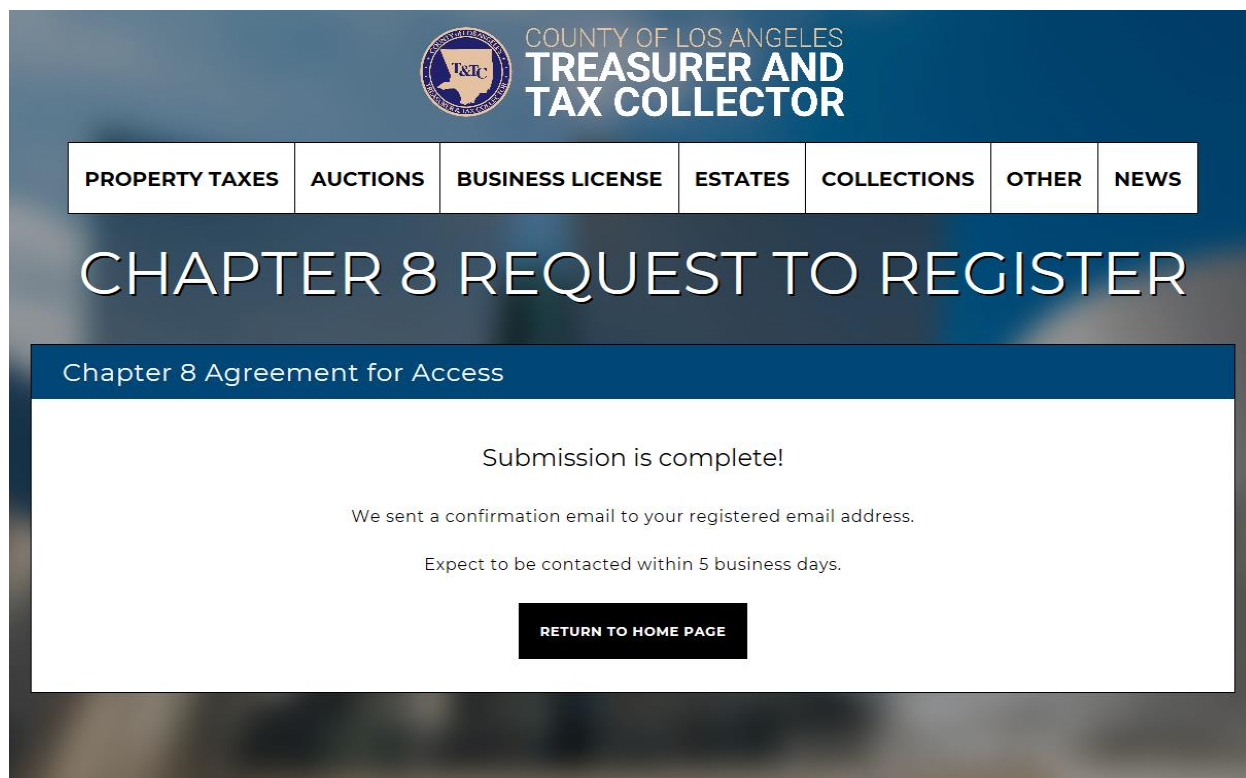 COUNTY OF LOS ANGELES
TREASURER AND
TAX COLLECTOR
T&TC
PROPERTY TAXES AUCTIONS BUSINESS LICENSE ESTATES COLLECTIONS OTHER NEWS
CHAPTER 8 REQUEST TO REGISTER
Chapter 8 Agreement for Access
Submission is complete!
We sent a confirmation email to your registered email address.
Expect to be contacted within 5 business days.
RETURN TO HOME PAGE